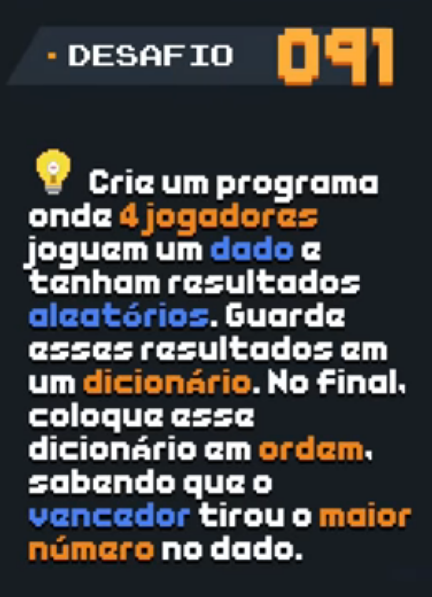 DESAFIO 091
Crie um programa
onde 4 jogadores
joguem um dado e
tenham resultados
aleatórios. Guarde
esses resultados em
um dicionário. No final,
coloque esse
dicionário em ordem,
sabendo que o
vencedor tirou o maior
número no dado.